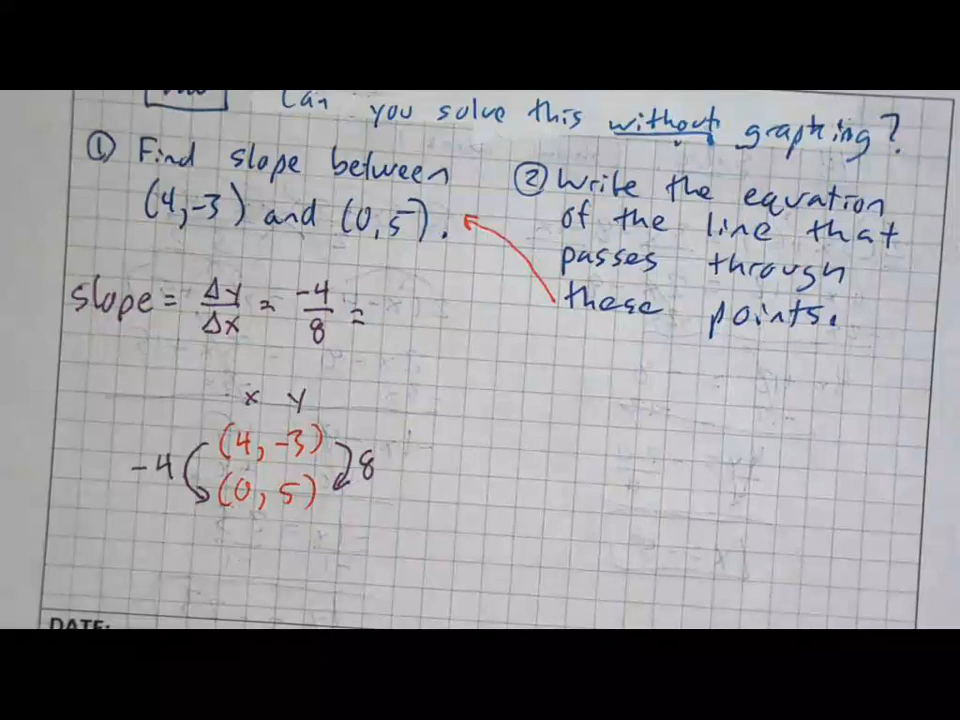 Can you solve this without graphing?
① Find slope between
(4,-3) and (0,5).
② Write the equation
of the line that
passes through
these points.
slope = Δy/Δx = -4/8 =
x y
(4, -3)
-4 8
(0, 5)
DATE: